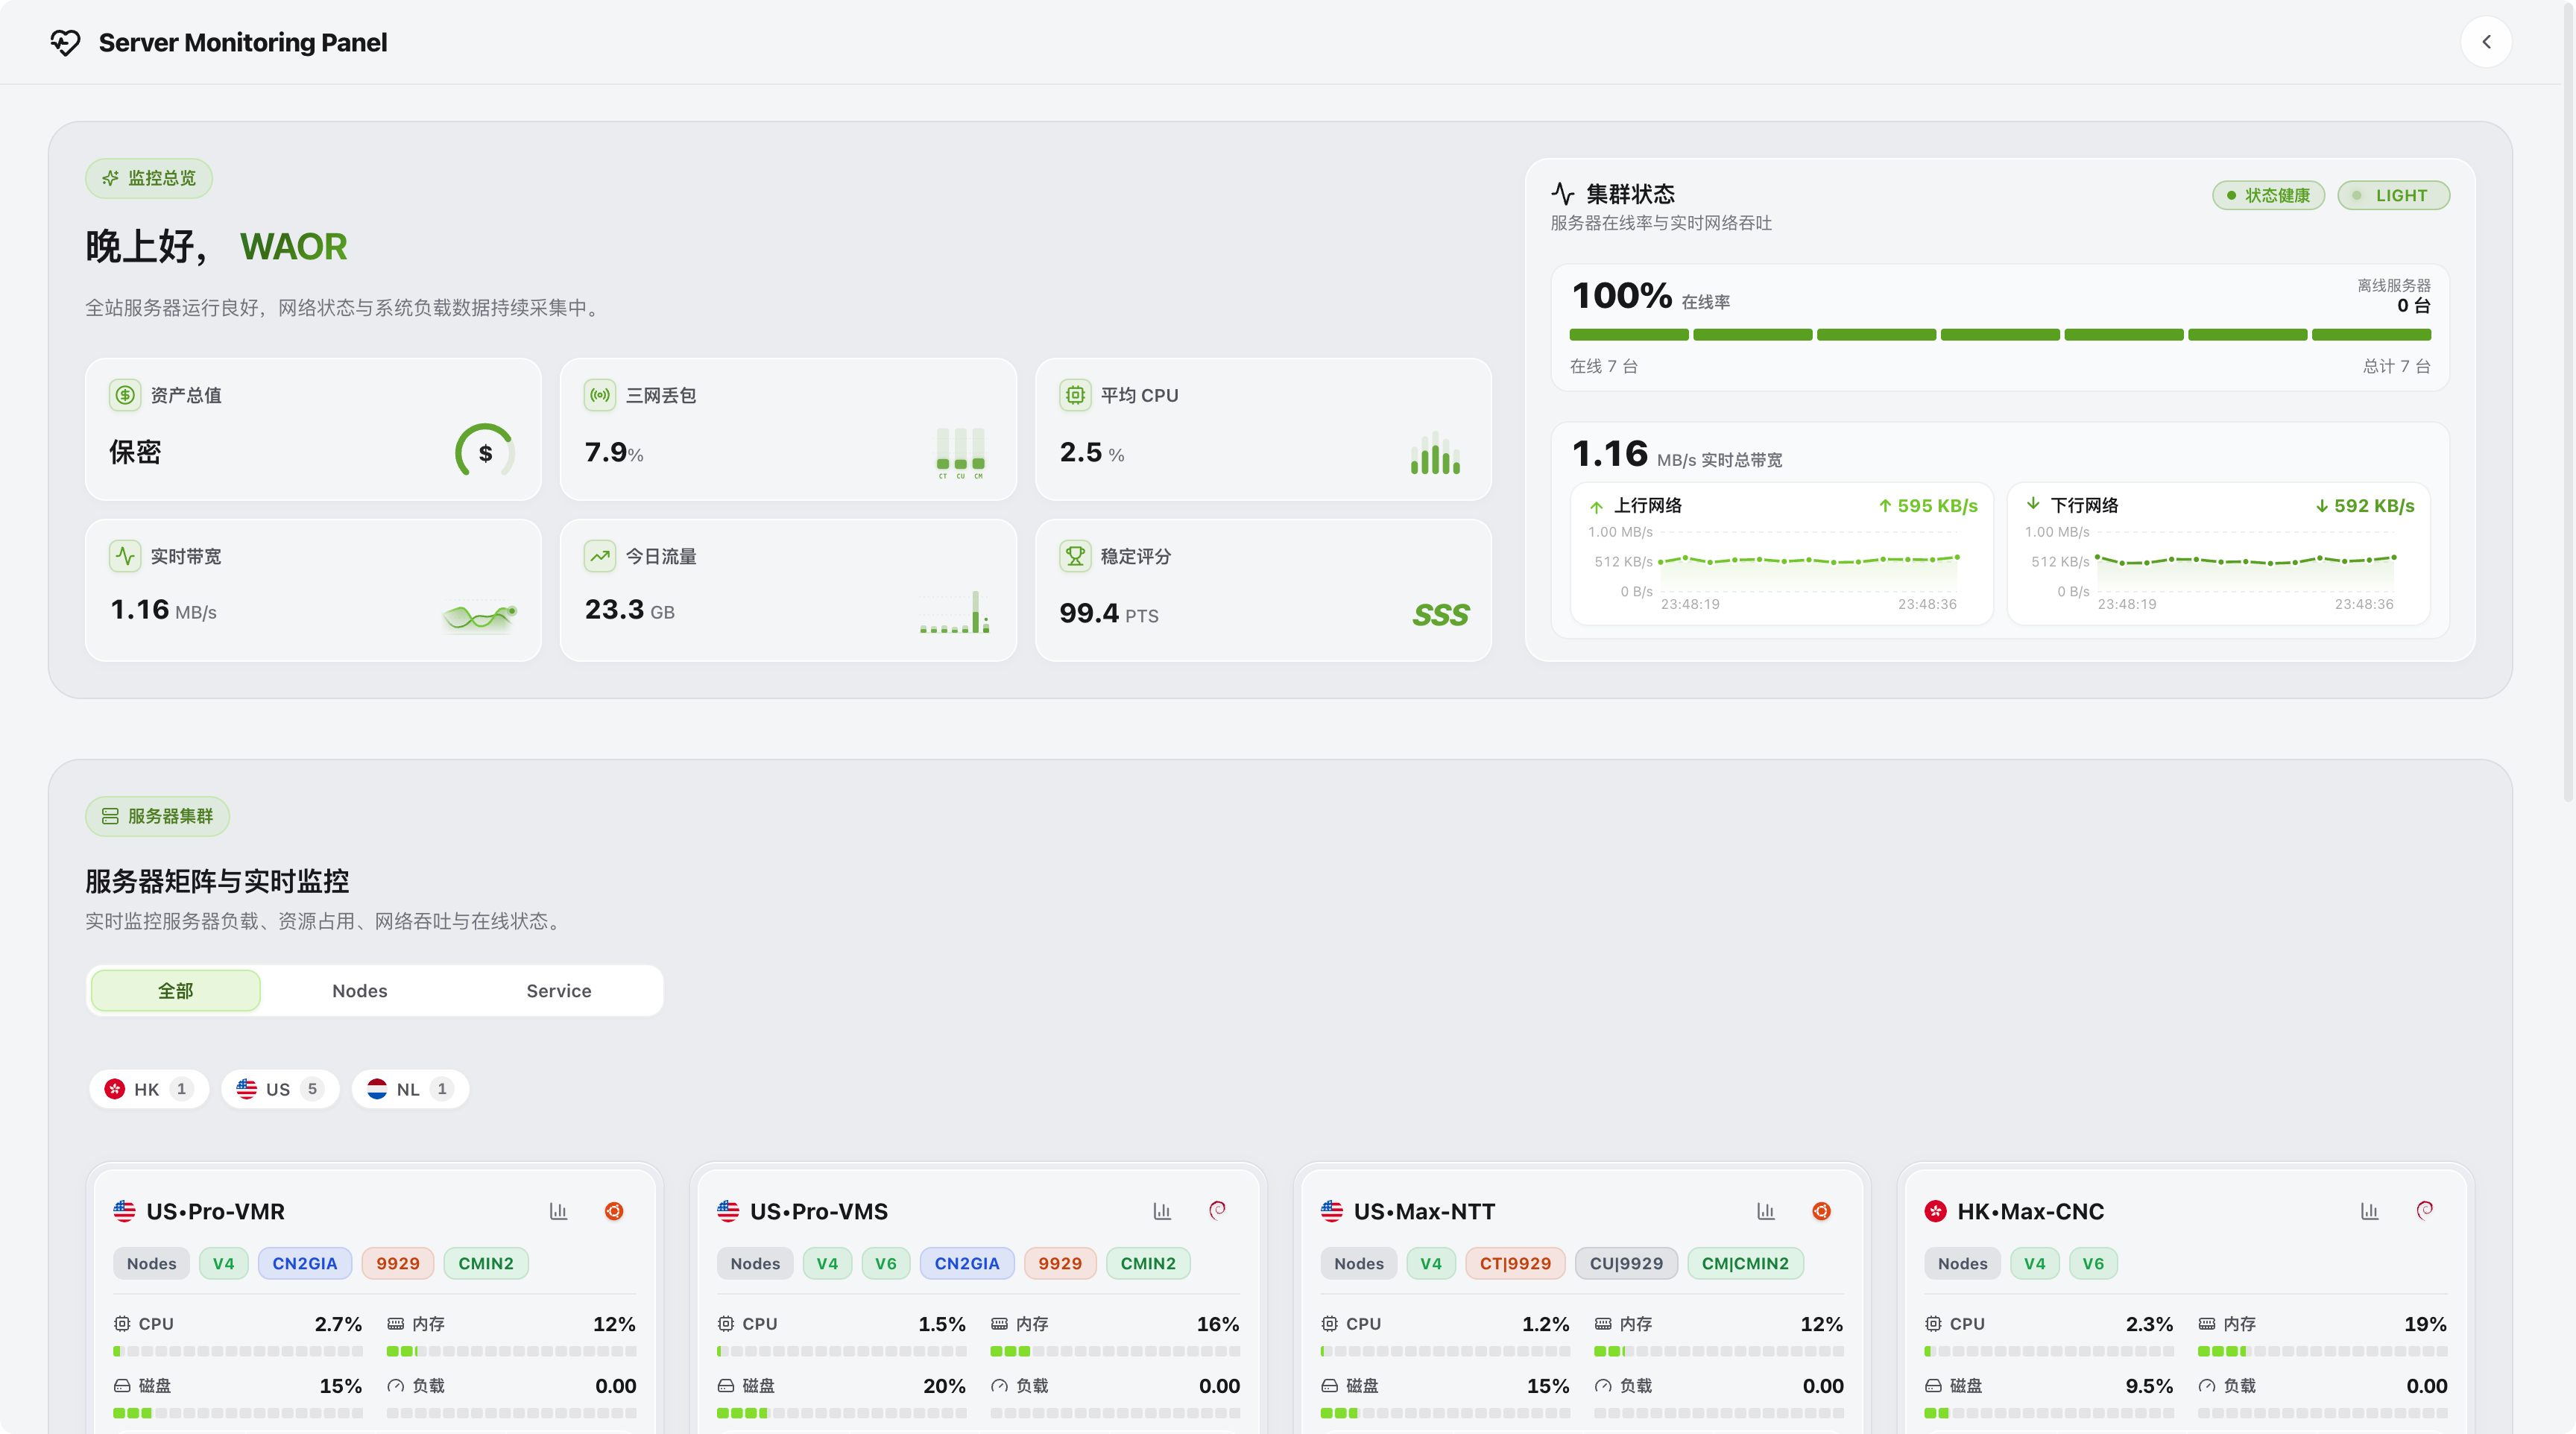 Server Monitoring Panel
监控总览
晚上好， WAOR
全站服务器运行良好，网络状态与系统负载数据持续采集中。
资产总值
保密
$
三网丢包
7.9%
CT CU CM
平均 CPU
2.5 %
实时带宽
1.16 MB/s
今日流量
23.3 GB
稳定评分
99.4 PTS
SSS
集群状态
状态健康
LIGHT
服务器在线率与实时网络吞吐
100% 在线率
离线服务器
0 台
在线 7 台
总计 7 台
1.16 MB/s 实时总带宽
上行网络
595 KB/s
1.00 MB/s
512 KB/s
0 B/s
23:48:19
23:48:36
下行网络
592 KB/s
1.00 MB/s
512 KB/s
0 B/s
23:48:19
23:48:36
服务器集群
服务器矩阵与实时监控
实时监控服务器负载、资源占用、网络吞吐与在线状态。
全部
Nodes
Service
HK 1
US 5
NL 1
US•Pro-VMR
Nodes V4 CN2GIA 9929 CMIN2
CPU 2.7%
内存 12%
磁盘 15%
负载 0.00
US•Pro-VMS
Nodes V4 V6 CN2GIA 9929 CMIN2
CPU 1.5%
内存 16%
磁盘 20%
负载 0.00
US•Max-NTT
Nodes V4 CT|9929 CU|9929 CM|CMIN2
CPU 1.2%
内存 12%
磁盘 15%
负载 0.00
HK•Max-CNC
Nodes V4 V6
CPU 2.3%
内存 19%
磁盘 9.5%
负载 0.00